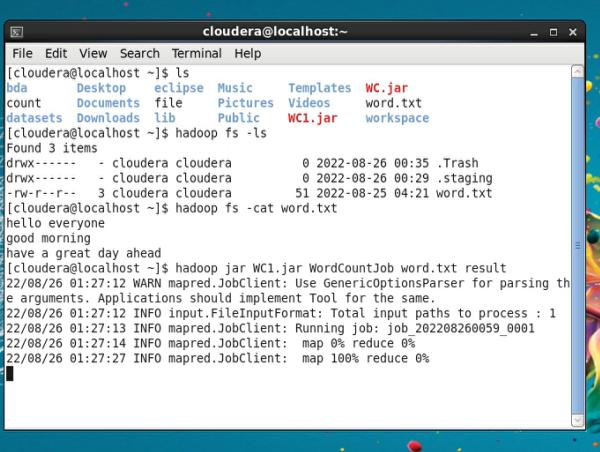 cloudera@localhost:~
File Edit View Search Terminal Help
[cloudera@localhost ~]$ ls
bda Desktop eclipse Music Templates WC.jar
count Documents file Pictures Videos word.txt
datasets Downloads lib Public WC1.jar workspace
[cloudera@localhost ~]$ hadoop fs -ls
Found 3 items
drwx------ - cloudera cloudera 0 2022-08-26 00:35 .Trash
drwx------ - cloudera cloudera 0 2022-08-26 00:29 .staging
-rw-r--r-- 3 cloudera cloudera 51 2022-08-25 04:21 word.txt
[cloudera@localhost ~]$ hadoop fs -cat word.txt
hello everyone
good morning
have a great day ahead
[cloudera@localhost ~]$ hadoop jar WC1.jar WordCountJob word.txt result
22/08/26 01:27:12 WARN mapred.JobClient: Use GenericOptionsParser for parsing th
e arguments. Applications should implement Tool for the same.
22/08/26 01:27:12 INFO input.FileInputFormat: Total input paths to process : 1
22/08/26 01:27:13 INFO mapred.JobClient: Running job: job_202208260059_0001
22/08/26 01:27:14 INFO mapred.JobClient: map 0% reduce 0%
22/08/26 01:27:27 INFO mapred.JobClient: map 100% reduce 0%